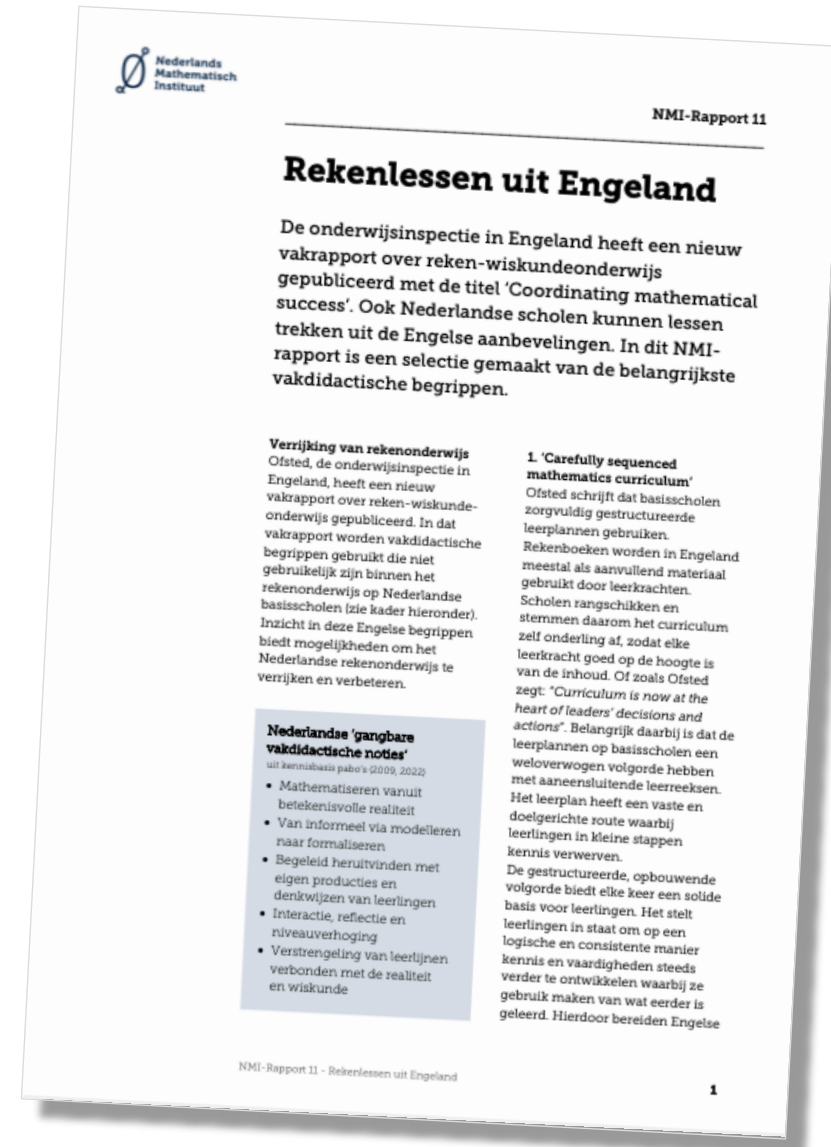 Nederlands
Mathematisch
Instituut
NMI-Rapport 11
Rekenlessen uit Engeland
De onderwijsinspectie in Engeland heeft een nieuw
vakrapport over reken-wiskundeonderwijs
gepubliceerd met de titel ‘Coordinating mathematical
success’. Ook Nederlandse scholen kunnen lessen
trekken uit de Engelse aanbevelingen. In dit NMI-
rapport is een selectie gemaakt van de belangrijkste
vakdidactische begrippen.
Verrijking van rekenonderwijs
Ofsted, de onderwijsinspectie in
Engeland, heeft een nieuw
vakrapport over reken-wiskunde-
onderwijs gepubliceerd. In dat
vakrapport worden vakdidactische
begrippen gebruikt die niet
gebruikelijk zijn binnen het
rekenonderwijs op Nederlandse
basisscholen (zie kader hieronder).
Inzicht in deze Engelse begrippen
biedt mogelijkheden om het
Nederlandse rekenonderwijs te
verrijken en verbeteren.
Nederlandse ‘gangbare
vakdidactische noties’
uit kennisbasis pabo's (2009, 2022)
• Mathematiseren vanuit
betekenisvolle realiteit
• Van informeel via modelleren
naar formaliseren
• Begeleid heruitvinden met
eigen producties en
denkwijzen van leerlingen
• Interactie, reflectie en
niveauverhoging
• Verstrengeling van leerlijnen
verbonden met de realiteit
en wiskunde
1. ‘Carefully sequenced
mathematics curriculum’
Ofsted schrijft dat basisscholen
zorgvuldig gestructureerde
leerplannen gebruiken.
Rekenboeken worden in Engeland
meestal als aanvullend materiaal
gebruikt door leerkrachten.
Scholen rangschikken en
stemmen daarom het curriculum
zelf onderling af, zodat elke
leerkracht goed op de hoogte is
van de inhoud. Of zoals Ofsted
zegt: “Curriculum is now at the
heart of leaders’ decisions and
actions”. Belangrijk daarbij is dat de
leerplannen op basisscholen een
weloverwogen volgorde hebben
met aaneensluitende leerreeksen.
Het leerplan heeft een vaste en
doelgerichte route waarbij
leerlingen in kleine stappen
kennis verwerven.
De gestructureerde, opbouwende
volgorde biedt elke keer een solide
basis voor leerlingen. Het stelt
leerlingen in staat om op een
logische en consistente manier
kennis en vaardigheden steeds
verder te ontwikkelen waarbij ze
gebruik maken van wat eerder is
geleerd. Hierdoor bereiden Engelse
NMI-Rapport 11 - Rekenlessen uit Engeland
1